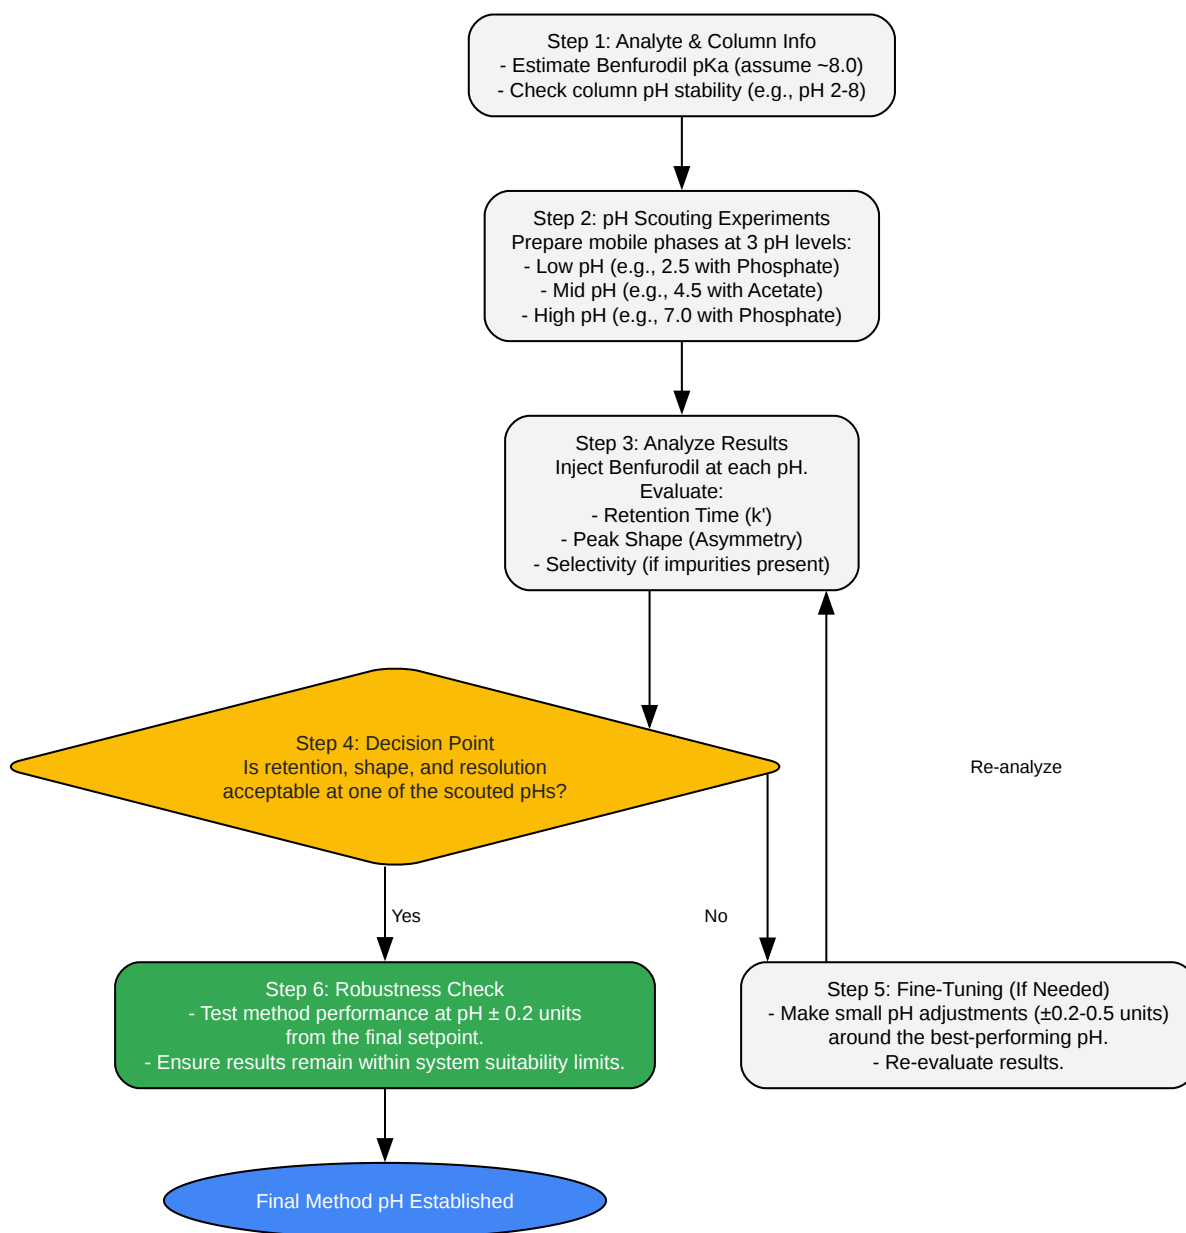 Step 1: Analyte & Column Info
- Estimate Benfurodil pKa (assume ~8.0)
- Check column pH stability (e.g., pH 2-8)
Step 2: pH Scouting Experiments
Prepare mobile phases at 3 pH levels:
- Low pH (e.g., 2.5 with Phosphate)
- Mid pH (e.g., 4.5 with Acetate)
- High pH (e.g., 7.0 with Phosphate)
Step 3: Analyze Results
Inject Benfurodil at each pH.
Evaluate:
- Retention Time (k')
- Peak Shape (Asymmetry)
- Selectivity (if impurities present)
Step 4: Decision Point
Is retention, shape, and resolution
acceptable at one of the scouted pHs?
Re-analyze
Yes
No
Step 6: Robustness Check
- Test method performance at pH ± 0.2 units
from the final setpoint.
- Ensure results remain within system suitability limits.
Step 5: Fine-Tuning (If Needed)
- Make small pH adjustments (±0.2-0.5 units)
around the best-performing pH.
- Re-evaluate results.
Final Method pH Established